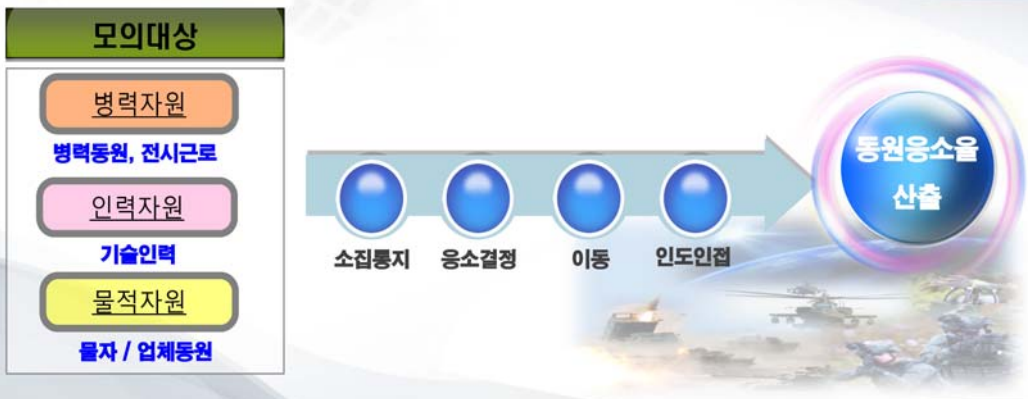 모의대상
병력자원
병력동원, 전시근로
인력자원
기술인력
물적자원
물자 / 업체동원
소집통지
응소결정
이동
인도인접
동원응소율
산출